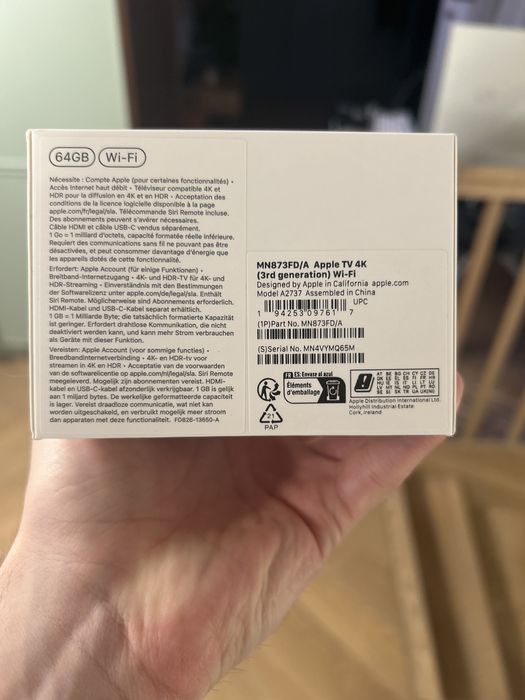 64GB Wi-Fi
Nécessite : Compte Apple (pour certaines fonctionnalités) •
Accès Internet haut débit • Téléviseur compatible 4K et
HDR pour la diffusion en 4K et en HDR • Acceptation des
conditions de la licence logicielle disponible à la page
apple.com/fr/legal/sla. Télécommande Siri Remote incluse.
Des abonnements peuvent s'avérer nécessaires.
Câble HDMI et câble USB-C vendus séparément.
1 Go = 1 milliard d'octets, capacité formatée réelle inférieure.
Requiert des communications sans fil ne pouvant pas être
désactivées, et peut consommer davantage d'énergie que
les appareils dotés de cette fonctionnalité.
Erfordert: Apple Account (für einige Funktionen) •
Breitband-Internetzugang • 4K- und HDR-TV für 4K- und
HDR-Streaming • Einverständnis mit den Bestimmungen
der Softwarelizenz unter apple.com/de/legal/sla. Enthält
Siri Remote. Möglicherweise sind Abonnements erforderlich.
HDMI-Kabel und USB-C-Kabel separat erhältlich.
1 GB = 1 Milliarde Byte; die tatsächlich formatierte Kapazität
ist geringer. Erfordert drahtlose Kommunikation, die nicht
deaktiviert werden kann, und kann mehr Strom verbrauchen
als Geräte mit dieser Funktion.
Vereisten: Apple Account (voor sommige functies) •
Breedbandinternetverbinding • 4K- en HDR-tv voor
streamen in 4K en HDR • Acceptatie van de voorwaarden
van de softwarelicentie op apple.com/nl/legal/sla. Siri Remote
meegeleverd. Mogelijk zijn abonnementen vereist. HDMI-
kabel en USB-C-kabel afzonderlijk verkrijgbaar. 1 GB is gelijk
aan 1 miljard bytes. De werkelijke geformatteerde capaciteit
is lager. Vereist draadloze communicatie, wat niet kan
worden uitgeschakeld, en verbruikt mogelijk meer stroom
dan apparaten met deze functionaliteit. FD826-13650-A
MN873FD/A Apple TV 4K
(3rd generation) Wi-Fi
Designed by Apple in California apple.com
Model A2737 Assembled in China
UPC
1 94253 09761 7
(1P)Part No. MN873FD/A
(S)Serial No. MN4VYMQ65M
FR ES: Envase al azul
Éléments
d'emballage
21
PAP
Apple Distribution International Ltd.
Hollyhill Industrial Estate
Cork, Ireland